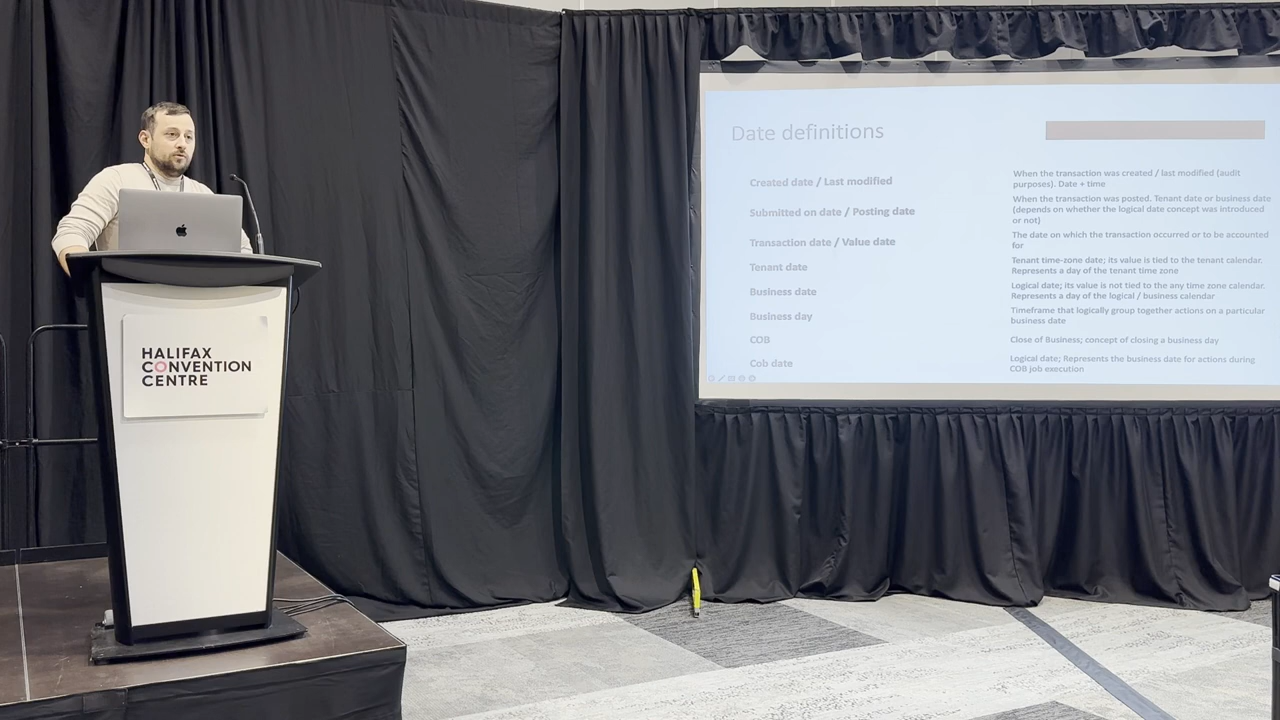 HALIFAX
CONVENTION
CENTRE
Date definitions
Created date / Last modified
When the transaction was created / last modified (audit
purposes). Date + time
Submitted on date / Posting date
When the transaction was posted. Tenant date or business date
(depends on whether the logical date concept was introduced
or not)
Transaction date / Value date
The date on which the transaction occurred or to be accounted
for
Tenant date
Tenant time-zone date; its value is tied to the tenant calendar.
Represents a day of the tenant time zone
Business date
Logical date; its value is not tied to the any time zone calendar.
Represents a day of the logical / business calendar
Business day
Timeframe that logically group together actions on a particular
business date
COB
Close of Business; concept of closing a business day
Cob date
Logical date; Represents the business date for actions during
COB job execution